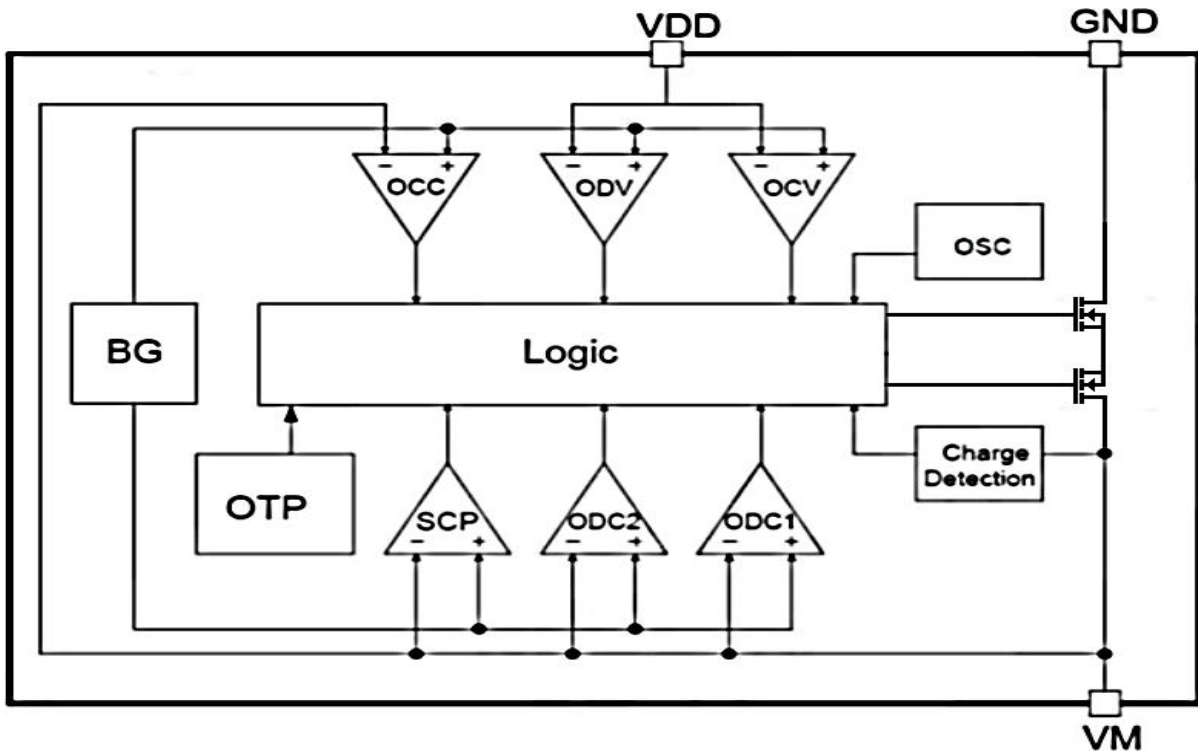 VDD
GND
- +
OCC
- +
ODV
- +
OCV
OSC
BG
Logic
OTP
SCP
- +
ODC2
- +
ODC1
- +
Charge
Detection
VM